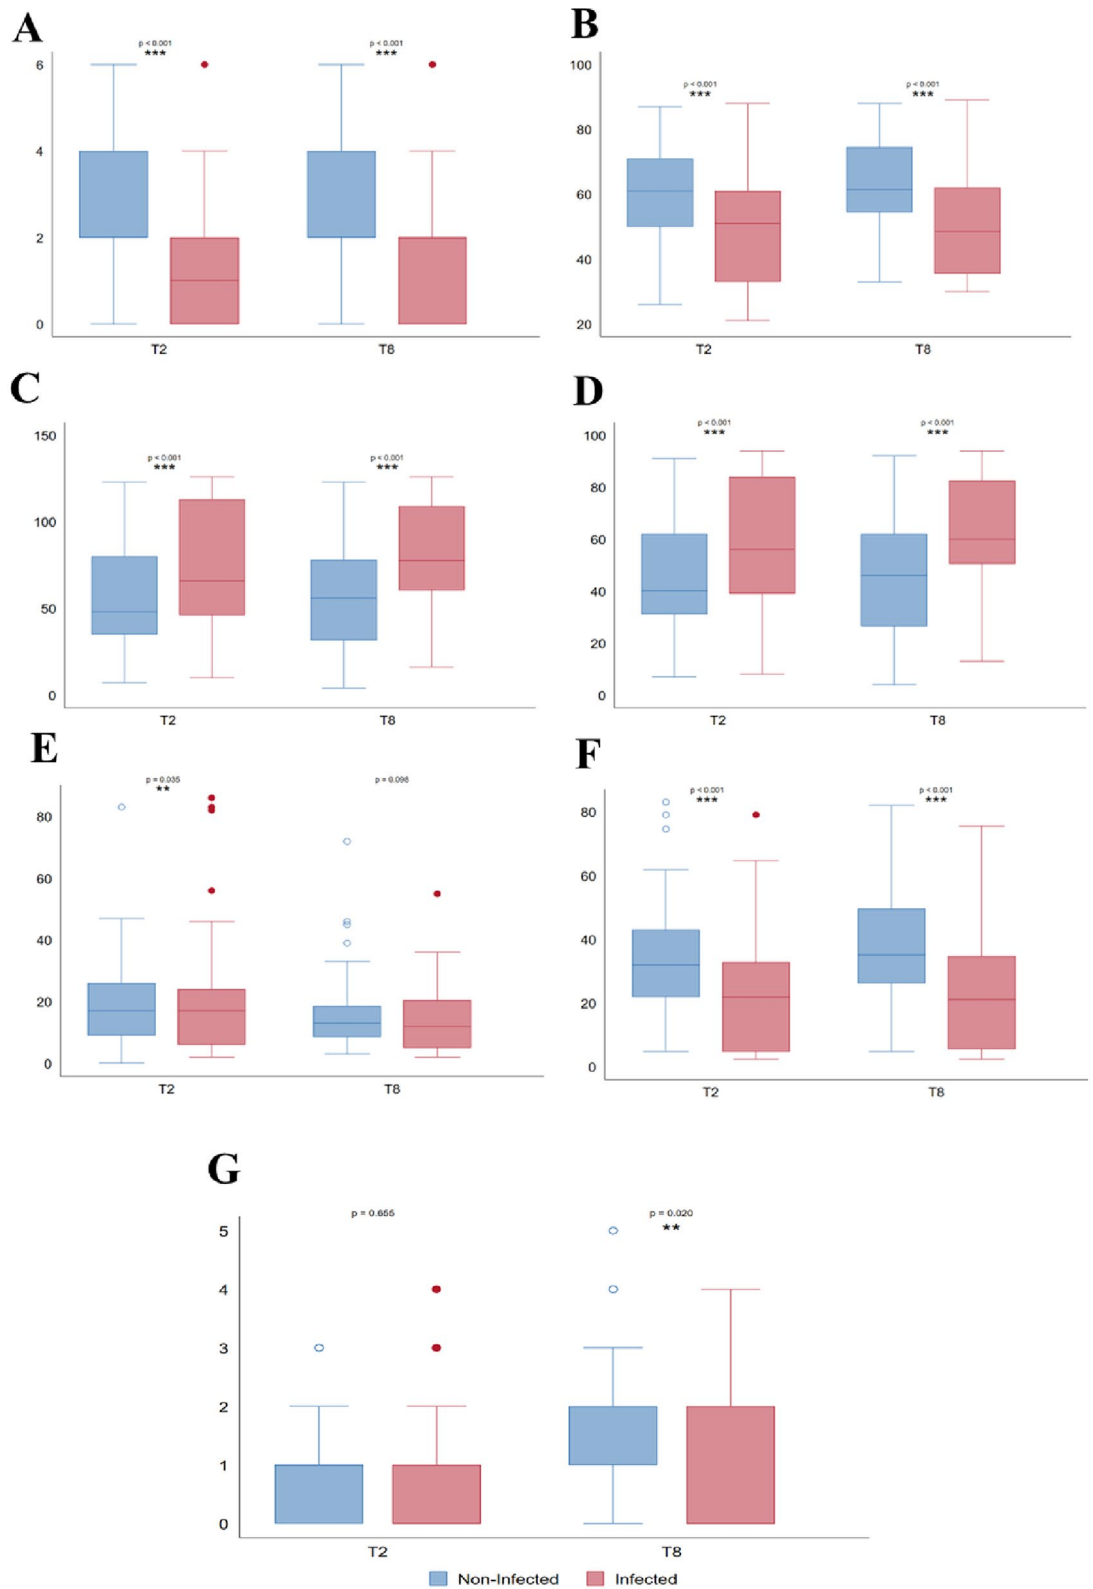 A
p < 0.001 p < 0.001
*** ***
6
4
2
0
T2 T8
B
p < 0.001 p < 0.001
*** ***
100
80
60
40
20
T2 T8
C
p < 0.001 p < 0.001
*** ***
150
100
50
0
T2 T8
D
p < 0.001 p < 0.001
*** ***
100
80
60
40
20
0
T2 T8
E
p = 0.035 p = 0.098
**
80
60
40
20
0
T2 T8
F
p < 0.001 p < 0.001
*** ***
80
60
40
20
0
T2 T8
G
p = 0.655 p = 0.020
**
5
4
3
2
1
0
T2 T8
Non-Infected Infected